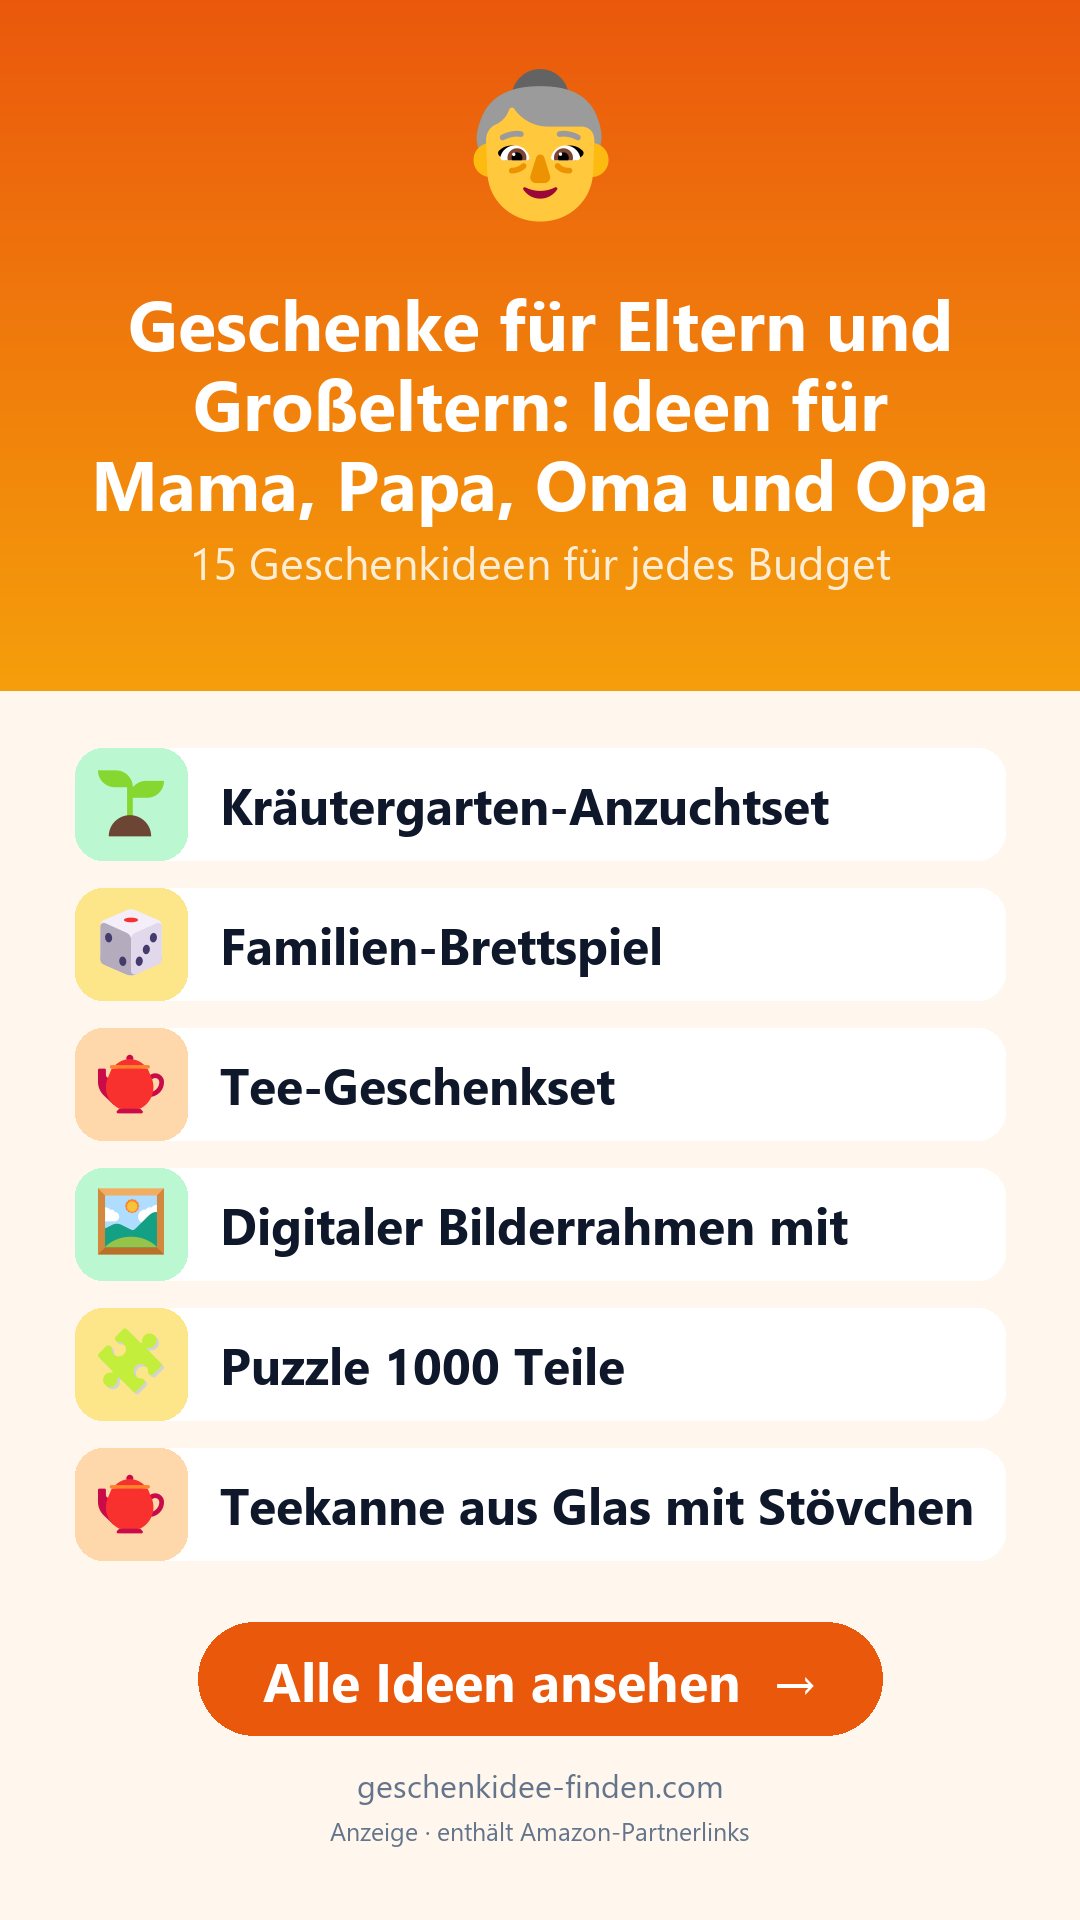 Geschenke für Eltern und
Großeltern: Ideen für
Mama, Papa, Oma und Opa
15 Geschenkideen für jedes Budget
Kräutergarten-Anzuchtset
Familien-Brettspiel
Tee-Geschenkset
Digitaler Bilderrahmen mit
Puzzle 1000 Teile
Teekanne aus Glas mit Stövchen
Alle Ideen ansehen →
geschenkidee-finden.com
Anzeige · enthält Amazon-Partnerlinks